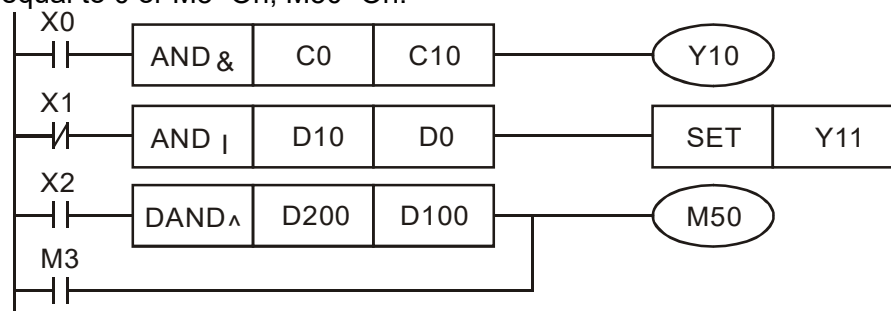 equal to 0 or M3=On, M50=On.
X0
AND & C0 C10 Y10
X1
AND | D10 D0 SET Y11
X2
DAND ^ D200 D100 M50
M3